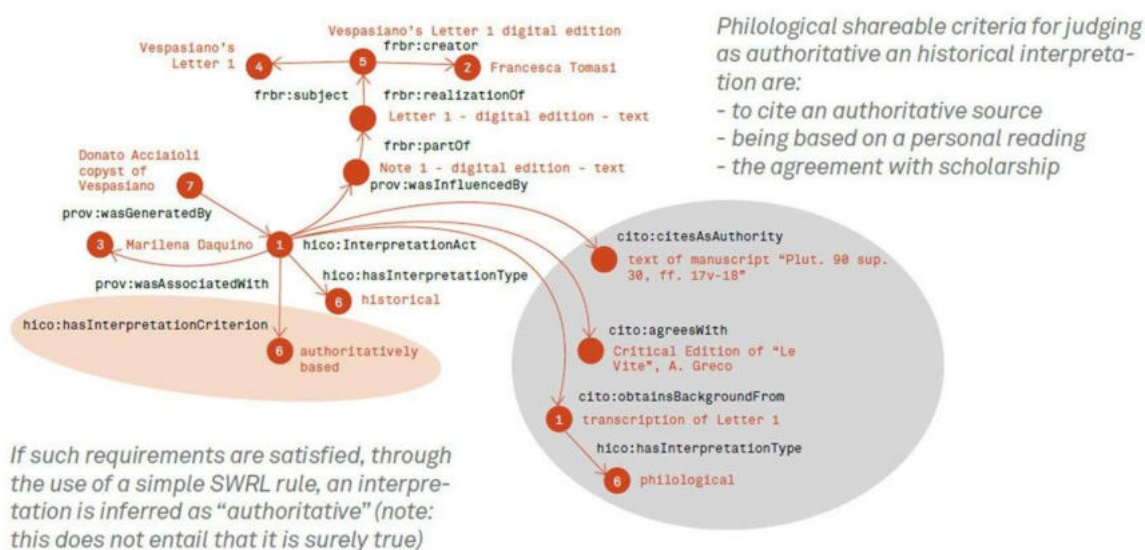 Vespasiano's Letter 1 digital edition
frbr:creator
Vespasiano's
Letter 1
4
5
2
Francesca Tomasi
frbr:subject
frbr:realizationOf
Letter 1 - digital edition - text
frbr:partOf
Donato Acciaioli
copyst of
Vespasiano
Note 1 - digital edition - text
7
prov:wasInfluencedBy
prov:wasGeneratedBy
3
Marilena Daquino
1
hico:InterpretationAct
prov:wasAssociatedWith
hico:hasInterpretationType
6
historical
hico:hasInterpretationCriterion
6
authoritatively
based
Philological shareable criteria for judging
as authoritative an historical interpreta-
tion are:
- to cite an authoritative source
- being based on a personal reading
- the agreement with scholarship
cito:citesAsAuthority
text of manuscript "Plut. 90 sup.
30, ff. 17v-18"
cito:agreesWith
Critical Edition of "Le
Vite", A. Greco
cito:obtainsBackgroundFrom
1
transcription of Letter 1
hico:hasInterpretationType
6
philological
If such requirements are satisfied, through
the use of a simple SWRL rule, an interpre-
tation is inferred as "authoritative" (note:
this does not entail that it is surely true)